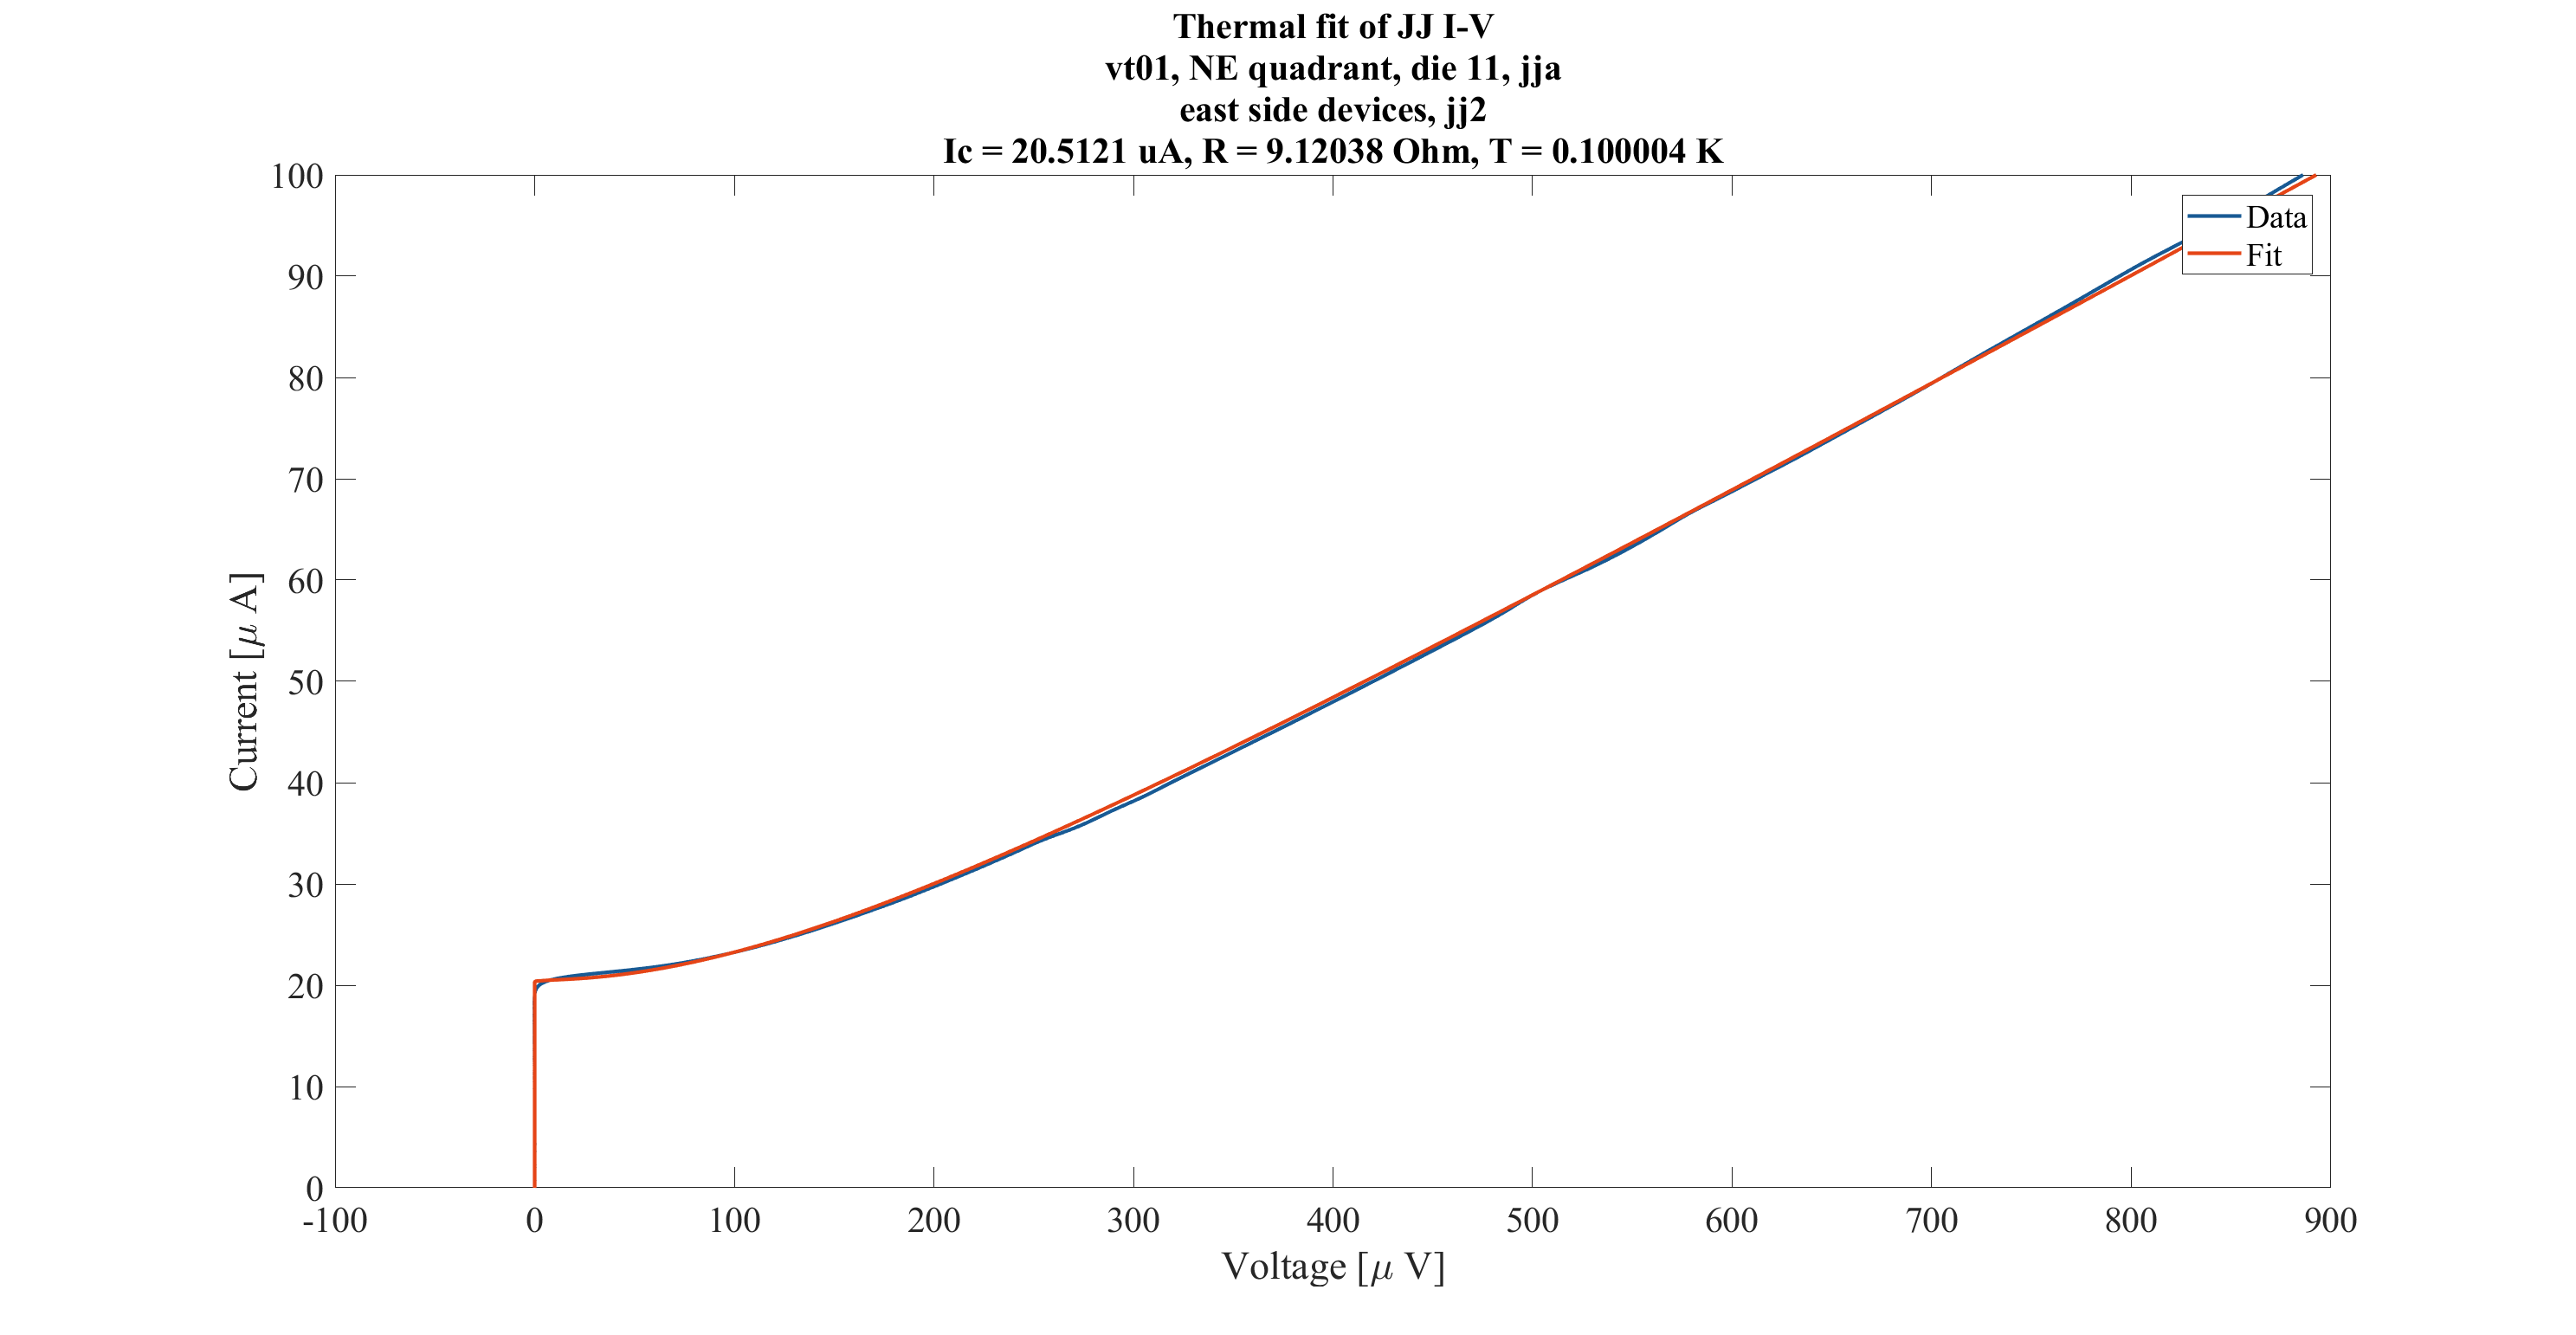 Thermal fit of JJ I-V
vt01, NE quadrant, die 11, jja
east side devices, jj2
Ic = 20.5121 uA, R = 9.12038 Ohm, T = 0.100004 K
100
90
80
70
60
50
40
30
20
10
0
Current [μ A]
Data
Fit
-100 0 100 200 300 400 500 600 700 800 900
Voltage [μ V]